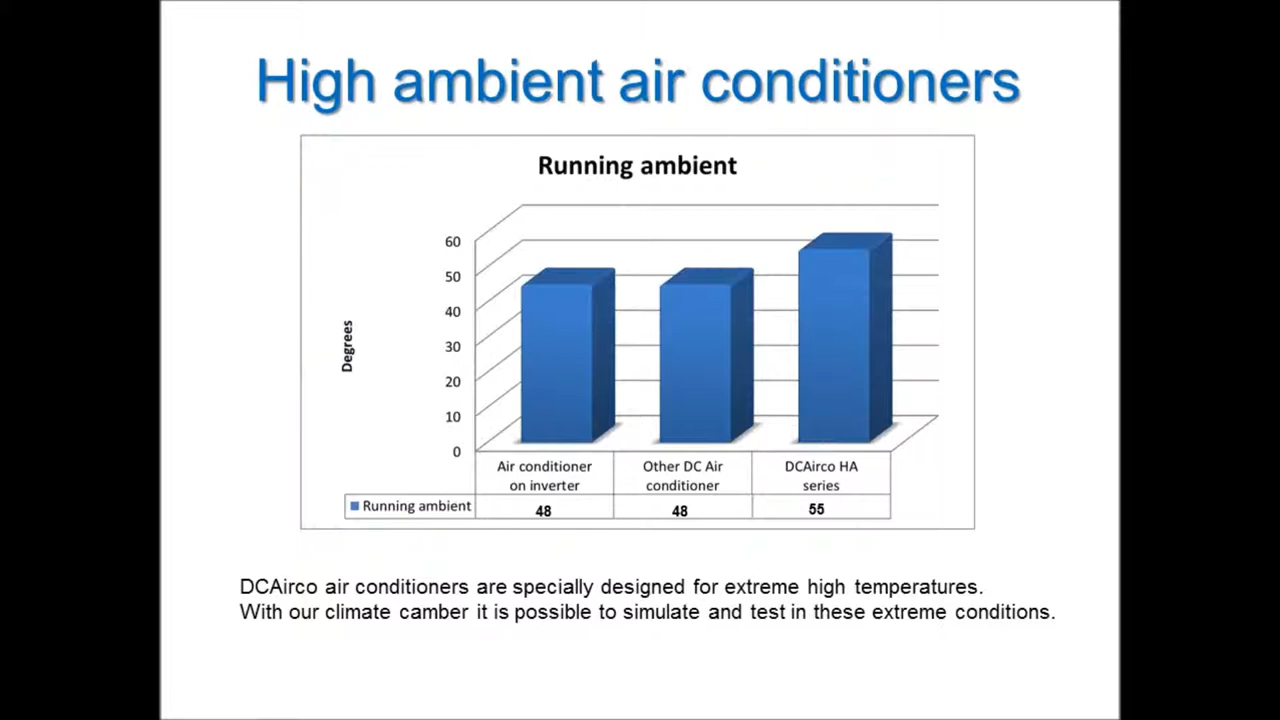 High ambient air conditioners
Running ambient
60
50
40
30
20
10
0
Degrees
Air conditioner
on inverter
Other DC Air
conditioner
DCAirco HA
series
Running ambient 48 48 55
DCAirco air conditioners are specially designed for extreme high temperatures.
With our climate camber it is possible to simulate and test in these extreme conditions.